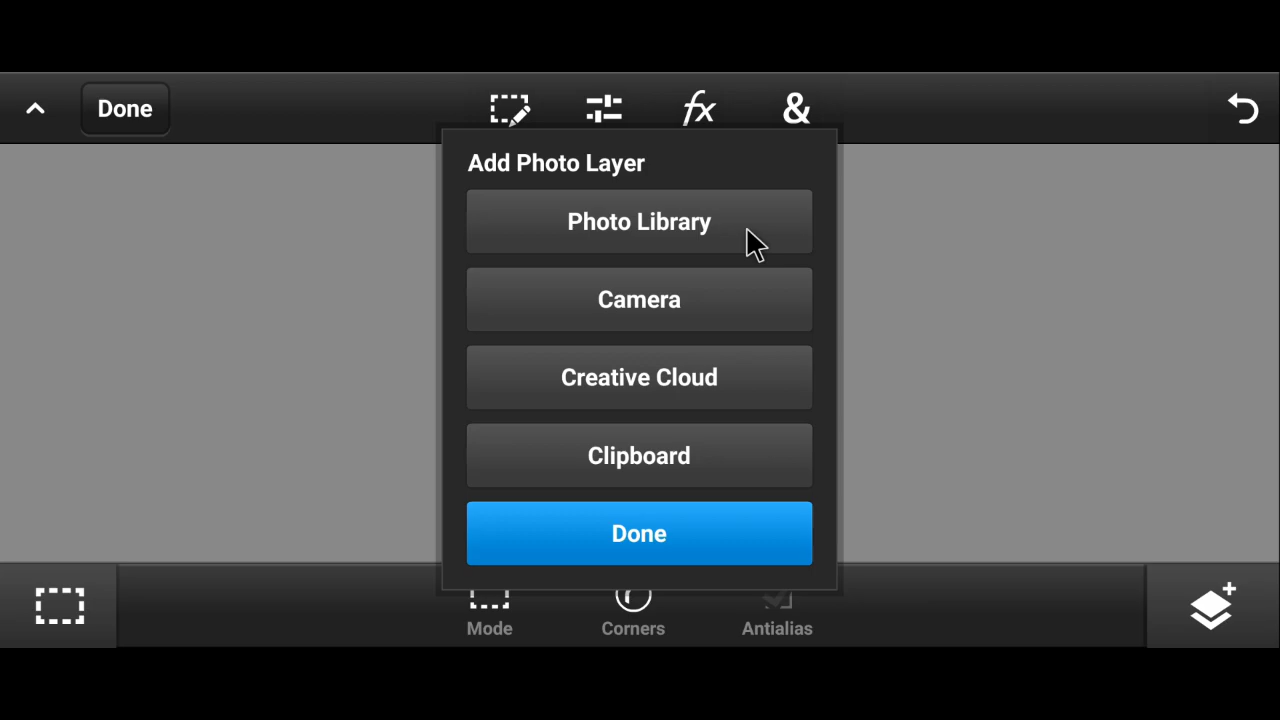 Done
fx
&
Add Photo Layer
Photo Library
Camera
Creative Cloud
Clipboard
Done
Mode
Corners
Antialias